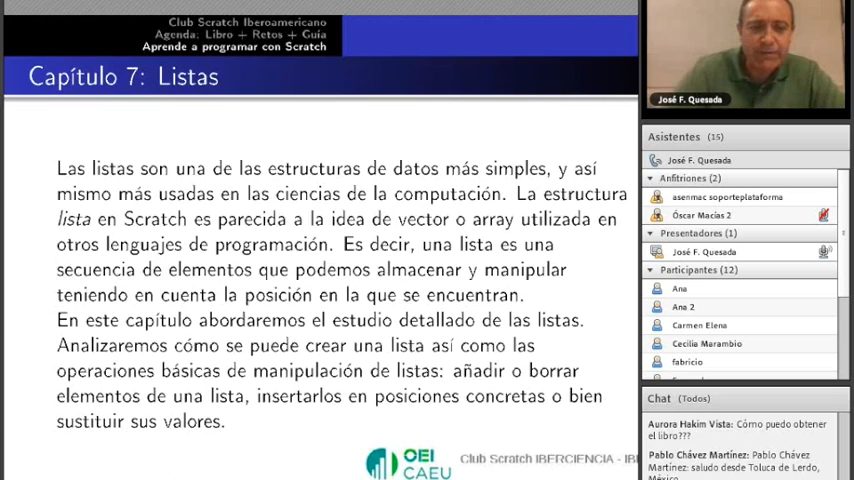 Club Scratch Iberoamericano
Agenda: Libro + Retos + Guía
Aprende a programar con Scratch
Capítulo 7: Listas
Las listas son una de las estructuras de datos más simples, y así
mismo más usadas en las ciencias de la computación. La estructura
lista en Scratch es parecida a la idea de vector o array utilizada en
otros lenguajes de programación. Es decir, una lista es una
secuencia de elementos que podemos almacenar y manipular
teniendo en cuenta la posición en la que se encuentran.
En este capítulo abordaremos el estudio detallado de las listas.
Analizaremos cómo se puede crear una lista así como las
operaciones básicas de manipulación de listas: añadir o borrar
elementos de una lista, insertarlos en posiciones concretas o bien
sustituir sus valores.
OEI
CAEU
Club Scratch IBERCIENCIA - IBE
José F. Quesada
Asistentes (15)
José F. Quesada
Anfitriones (2)
asenmac soporteplataforma
Óscar Macías 2
Presentadores (1)
José F. Quesada
Participantes (12)
Ana
Ana 2
Carmen Elena
Cecilia Marambio
fabricio
Chat (Todos)
Aurora Hakim Vista: Cómo puedo obtener
el libro???
Pablo Chávez Martínez: Pablo Chávez
Martínez: saludo desde Toluca de Lerdo,
México